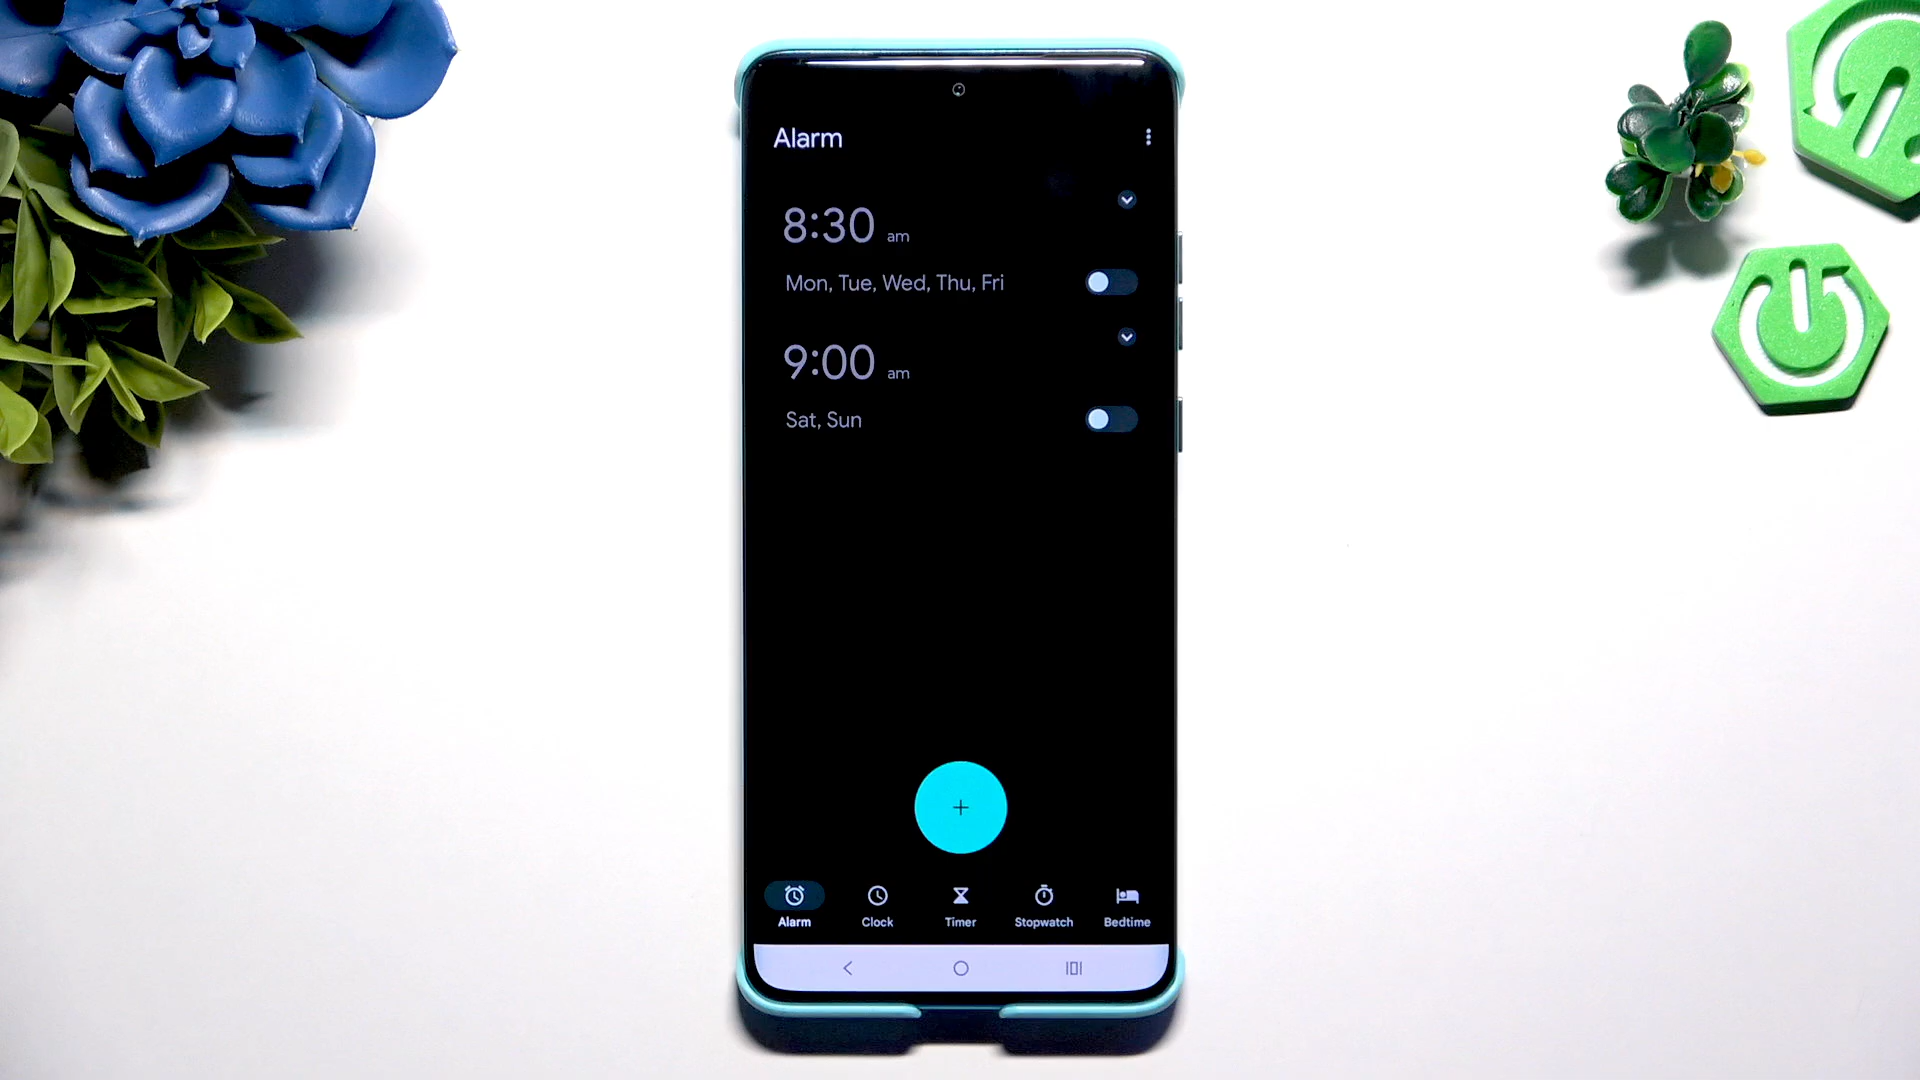 Alarm
8:30 am
Mon, Tue, Wed, Thu, Fri
9:00 am
Sat, Sun
+
Alarm Clock Timer Stopwatch Bedtime